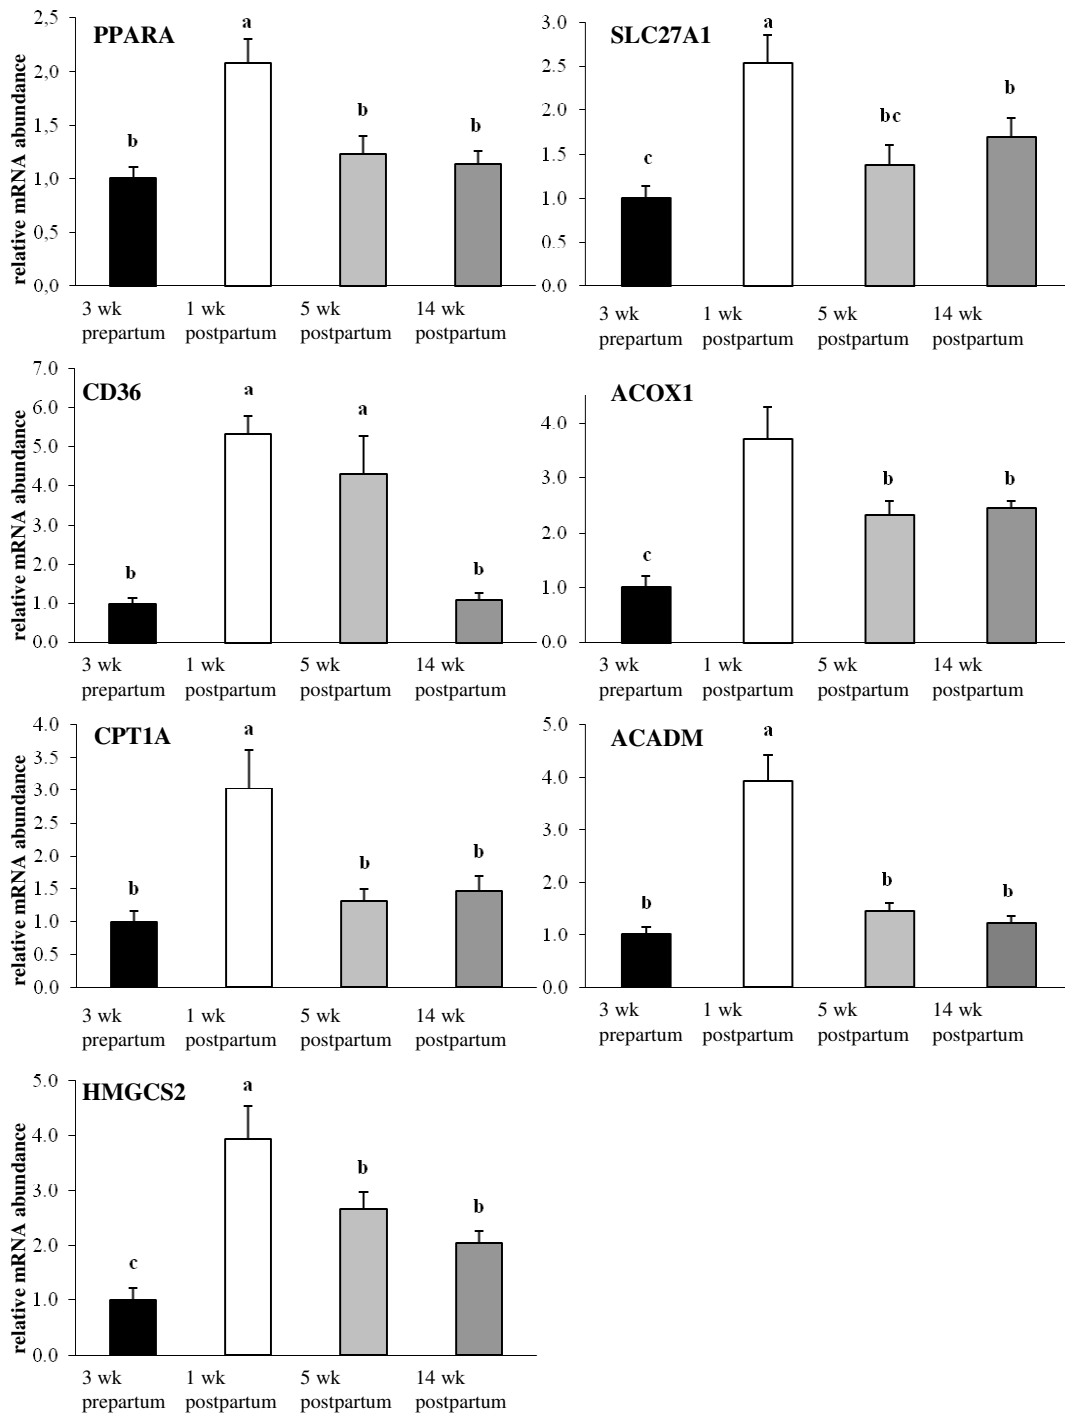 PPARA
relative mRNA abundance
2,5
2,0
1,5
1,0
0,5
0,0
b
a
b
b
3 wk prepartum
1 wk postpartum
5 wk postpartum
14 wk postpartum
SLC27A1
3.0
2.5
2.0
1.5
1.0
0.5
0.0
c
a
bc
b
3 wk prepartum
1 wk postpartum
5 wk postpartum
14 wk postpartum
CD36
relative mRNA abundance
7.0
6.0
5.0
4.0
3.0
2.0
1.0
0.0
b
a
a
b
3 wk prepartum
1 wk postpartum
5 wk postpartum
14 wk postpartum
ACOX1
4.0
3.0
2.0
1.0
0.0
c
b
b
3 wk prepartum
1 wk postpartum
5 wk postpartum
14 wk postpartum
CPT1A
relative mRNA abundance
4.0
3.5
3.0
2.5
2.0
1.5
1.0
0.5
0.0
b
a
b
b
3 wk prepartum
1 wk postpartum
5 wk postpartum
14 wk postpartum
ACADM
5.0
4.0
3.0
2.0
1.0
0.0
b
a
b
b
3 wk prepartum
1 wk postpartum
5 wk postpartum
14 wk postpartum
HMGCS2
relative mRNA abundance
5.0
4.0
3.0
2.0
1.0
0.0
c
a
b
b
3 wk prepartum
1 wk postpartum
5 wk postpartum
14 wk postpartum